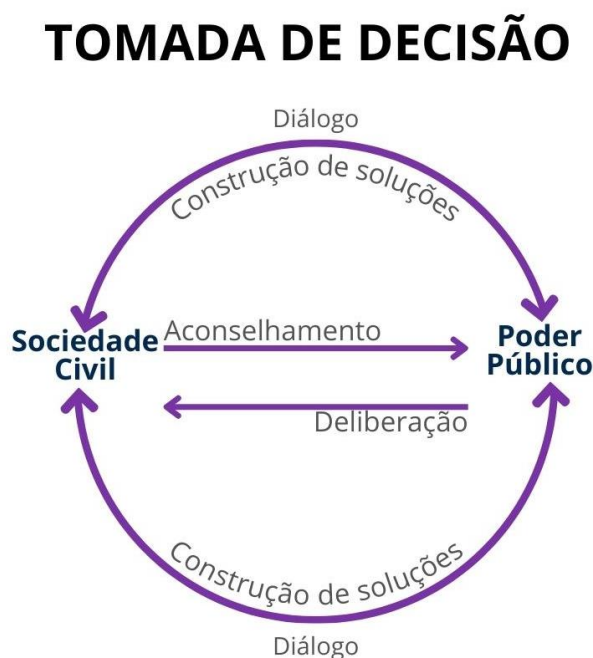 TOMADA DE DECISÃO
Diálogo
Construção de soluções
Sociedade
Civil
Aconselhamento
Poder
Público
Deliberação
Construção de soluções
Diálogo